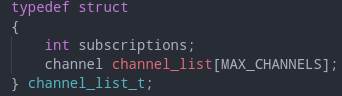 typedef struct
{
    int subscriptions;
    channel channel_list[MAX_CHANNELS];
} channel_list_t;